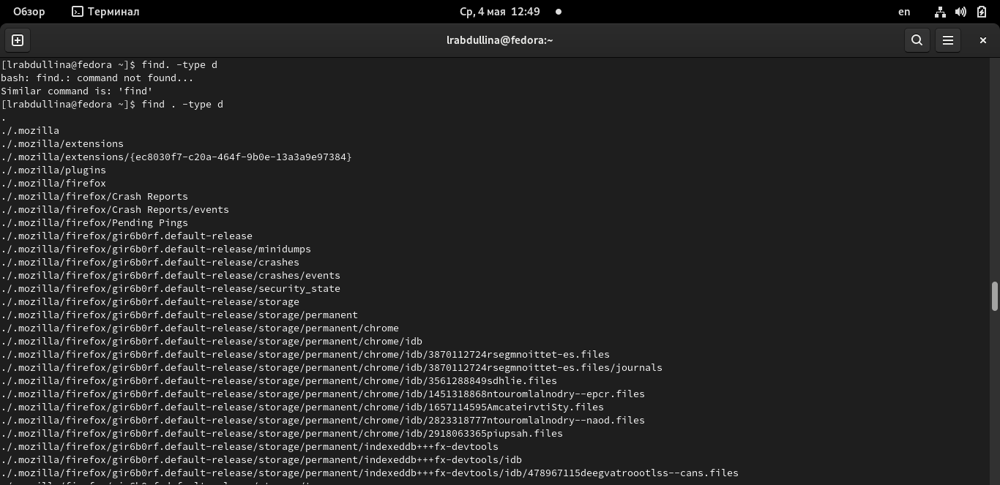 Обзор Терминал Ср, 4 мая 12:49 en
lrabdullina@fedora:~
[lrabdullina@fedora ~]$ find. -type d
bash: find.: command not found...
Similar command is: 'find'
[lrabdullina@fedora ~]$ find . -type d
.
./.mozilla
./.mozilla/extensions
./.mozilla/extensions/{ec8030f7-c20a-464f-9b0e-13a3a9e97384}
./.mozilla/plugins
./.mozilla/firefox
./.mozilla/firefox/Crash Reports
./.mozilla/firefox/Crash Reports/events
./.mozilla/firefox/Pending Pings
./.mozilla/firefox/gir6b0rf.default-release
./.mozilla/firefox/gir6b0rf.default-release/minidumps
./.mozilla/firefox/gir6b0rf.default-release/crashes
./.mozilla/firefox/gir6b0rf.default-release/crashes/events
./.mozilla/firefox/gir6b0rf.default-release/security_state
./.mozilla/firefox/gir6b0rf.default-release/storage
./.mozilla/firefox/gir6b0rf.default-release/storage/permanent
./.mozilla/firefox/gir6b0rf.default-release/storage/permanent/chrome
./.mozilla/firefox/gir6b0rf.default-release/storage/permanent/chrome/idb
./.mozilla/firefox/gir6b0rf.default-release/storage/permanent/chrome/idb/3870112724rsegmnoittet-es.files
./.mozilla/firefox/gir6b0rf.default-release/storage/permanent/chrome/idb/3870112724rsegmnoittet-es.files/journals
./.mozilla/firefox/gir6b0rf.default-release/storage/permanent/chrome/idb/3561288849sdhlie.files
./.mozilla/firefox/gir6b0rf.default-release/storage/permanent/chrome/idb/1451318868ntouromlalnodry--epcr.files
./.mozilla/firefox/gir6b0rf.default-release/storage/permanent/chrome/idb/1657114595AmcateirvtiSty.files
./.mozilla/firefox/gir6b0rf.default-release/storage/permanent/chrome/idb/2823318777ntouromlalnodry--naod.files
./.mozilla/firefox/gir6b0rf.default-release/storage/permanent/chrome/idb/2918063365piupsah.files
./.mozilla/firefox/gir6b0rf.default-release/storage/permanent/indexeddb+++fx-devtools
./.mozilla/firefox/gir6b0rf.default-release/storage/permanent/indexeddb+++fx-devtools/idb
./.mozilla/firefox/gir6b0rf.default-release/storage/permanent/indexeddb+++fx-devtools/idb/478967115deegvatroootlss--cans.files